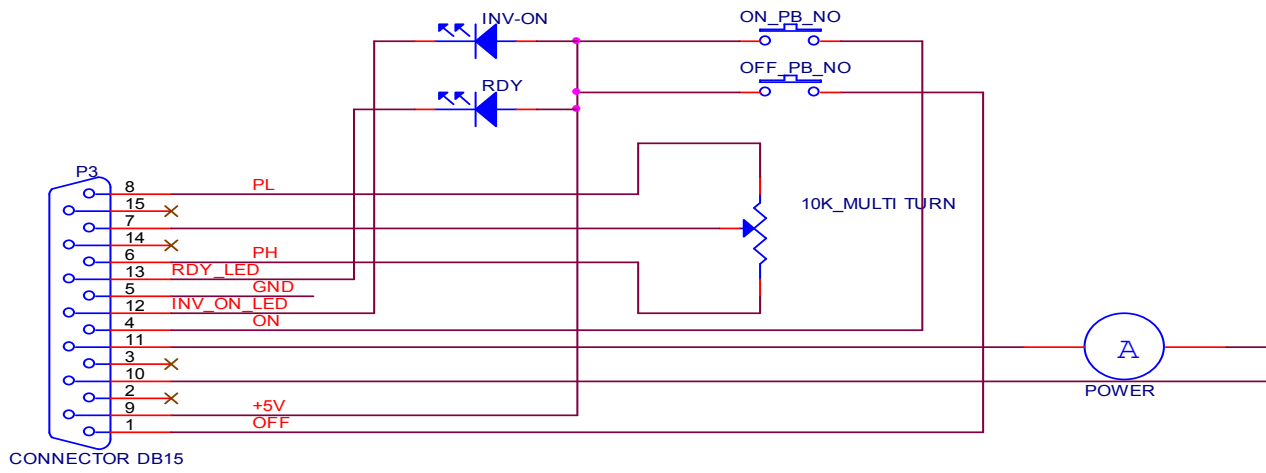 INV-ON
ON_PB_NO
OFF_PB_NO
RDY
P3
8
PL
15
10K_MULTI TURN
7
14
6
PH
13
RDY_LED
5
GND
12
INV_ON_LED
4
ON
11
A
3
10
POWER
2
9
+5V
1
OFF
CONNECTOR DB15